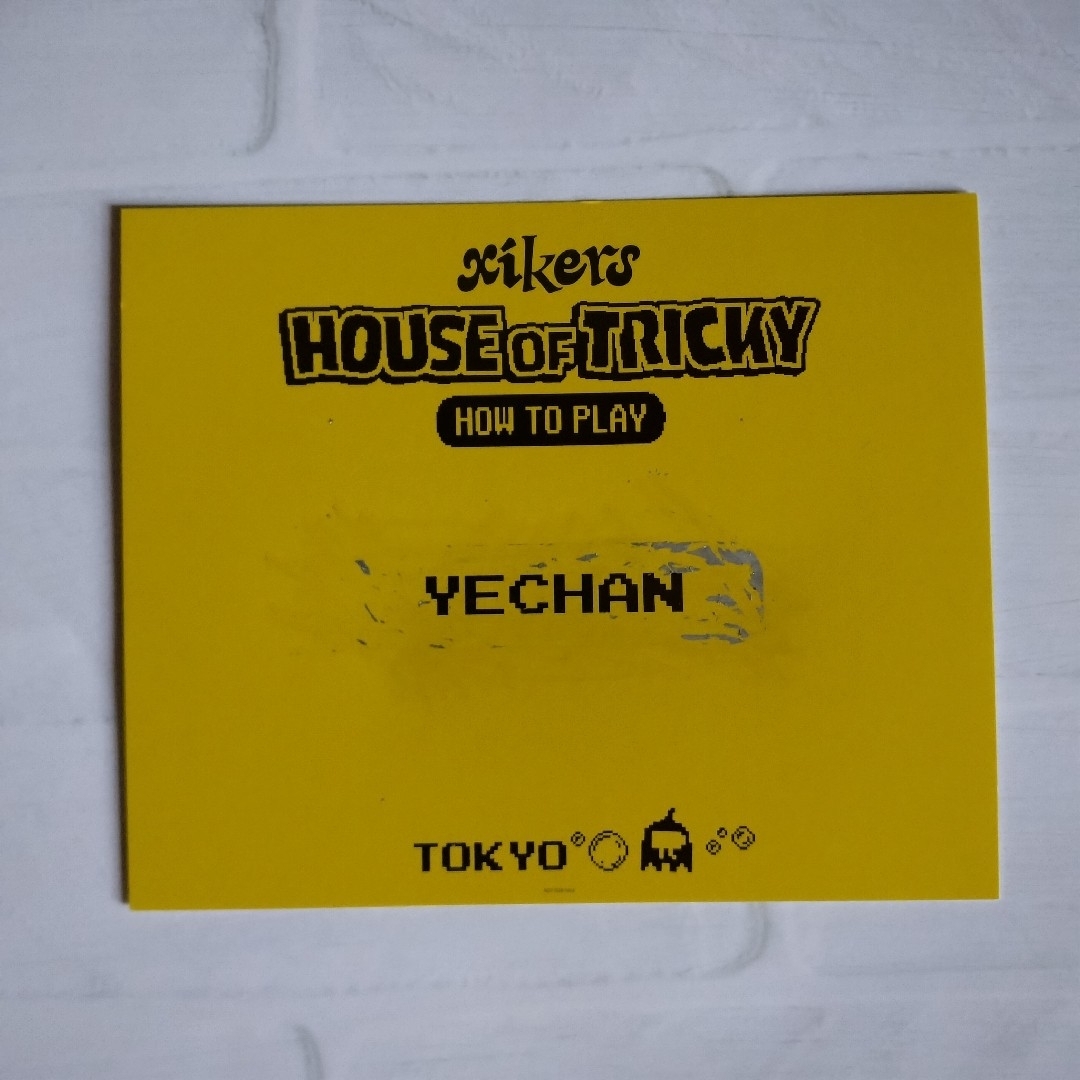 xikers
HOUSE OF TRICKY
HOW TO PLAY
YECHAN
TOKYO